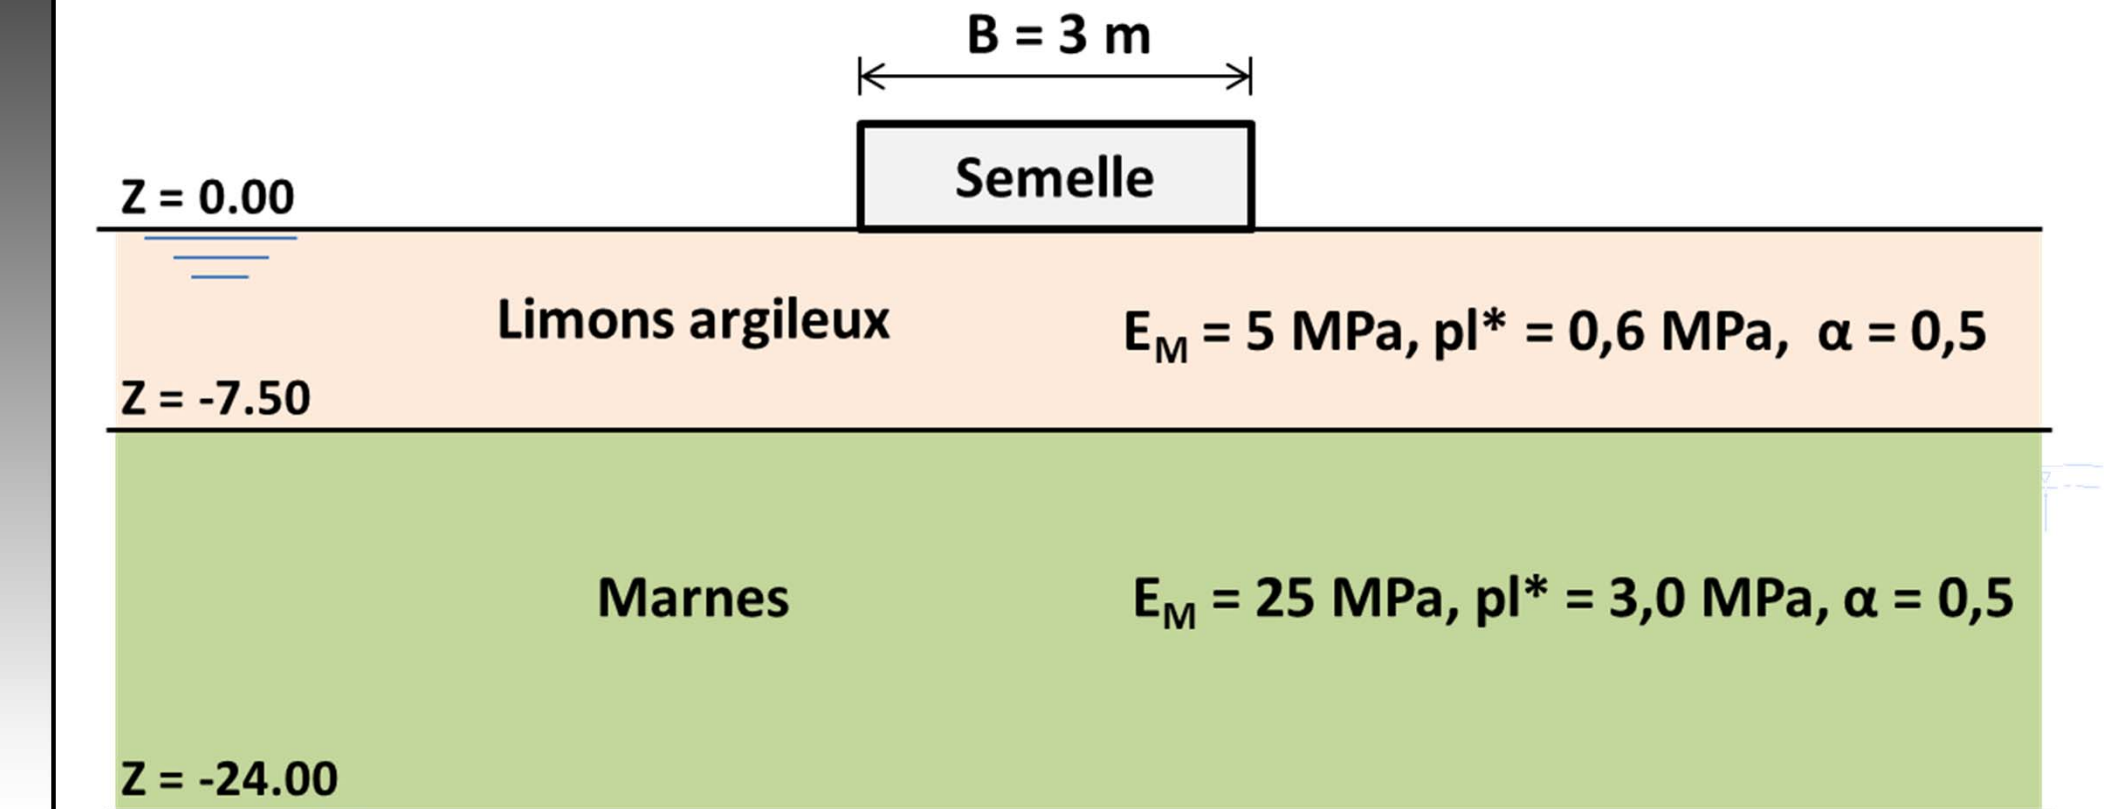 B = 3 m
Semelle
Z = 0.00
Limons argileux
E_M = 5 MPa, pl* = 0,6 MPa, α = 0,5
Z = -7.50
Marnes
E_M = 25 MPa, pl* = 3,0 MPa, α = 0,5
Z = -24.00